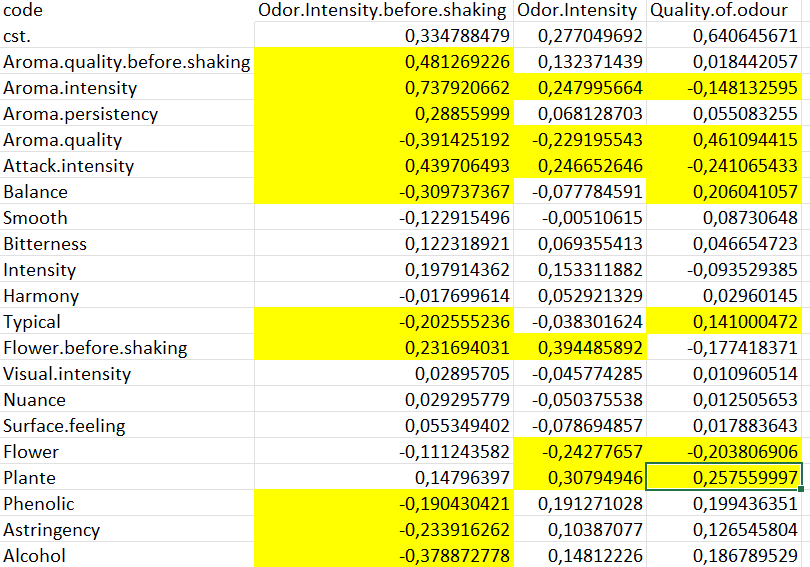 code Odor.Intensity.before.shaking Odor.Intensity Quality.of.odour
cst. 0,334788479 0,277049692 0,640645671
Aroma.quality.before.shaking 0,481269226 0,132371439 0,018442057
Aroma.intensity 0,737920662 0,247995664 -0,148132595
Aroma.persistency 0,28855999 0,068128703 0,055083255
Aroma.quality -0,391425192 -0,229195543 0,461094415
Attack.intensity 0,439706493 0,246652646 -0,241065433
Balance -0,309737367 -0,077784591 0,206041057
Smooth -0,122915496 -0,00510615 0,08730648
Bitterness 0,122318921 0,069355413 0,046654723
Intensity 0,197914362 0,153311882 -0,093529385
Harmony -0,017699614 0,052921329 0,02960145
Typical -0,202555236 -0,038301624 0,141000472
Flower.before.shaking 0,231694031 0,394485892 -0,177418371
Visual.intensity 0,02895705 -0,045774285 0,010960514
Nuance 0,029295779 -0,050375538 0,012505653
Surface.feeling 0,055349402 -0,078694857 0,017883643
Flower -0,111243582 -0,24277657 -0,203806906
Plante 0,14796397 0,30794946 0,257559997
Phenolic -0,190430421 0,191271028 0,199436351
Astringency -0,233916262 0,10387077 0,126545804
Alcohol -0,378872778 0,14812226 0,186789529